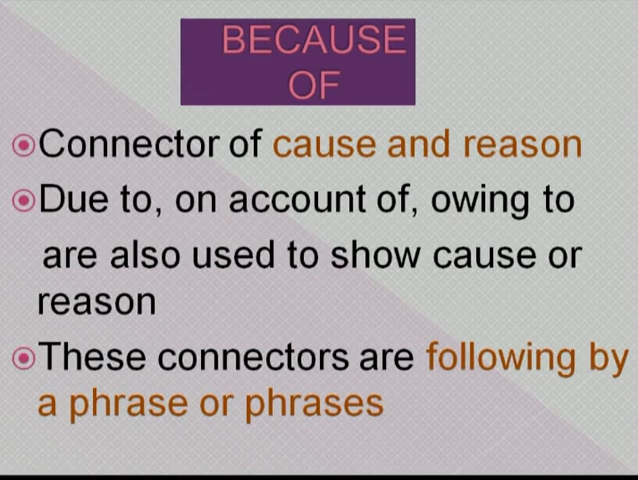 BECAUSE
OF
Connector of cause and reason
Due to, on account of, owing to
are also used to show cause or
reason
These connectors are following by
a phrase or phrases